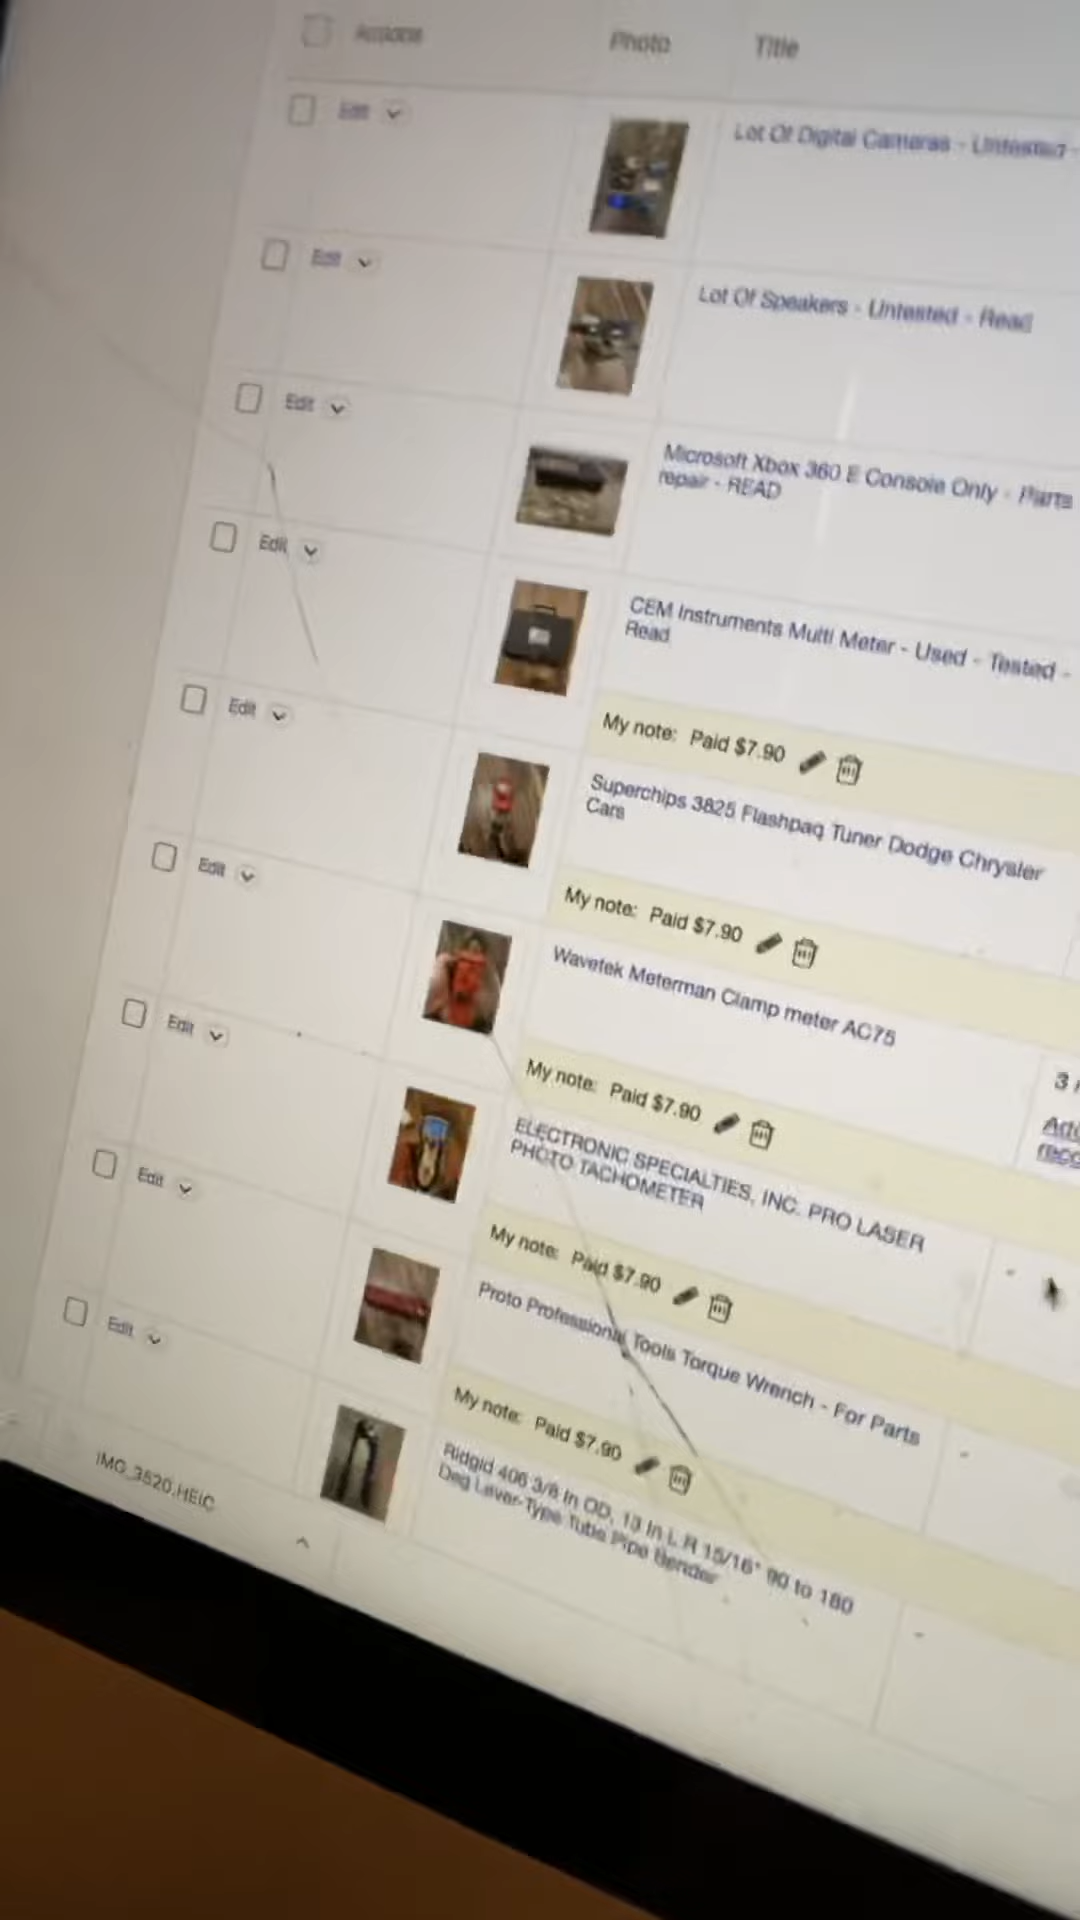 Actions Photo Title
Edit
Lot Of Digital Cameras - Untested -
Edit
Lot Of Speakers - Untested - Read
Edit
Microsoft Xbox 360 E Console Only - Parts
repair - READ
Edit
CEM Instruments Multi Meter - Used - Tested -
Read
My note: Paid $7.90
Edit
Superchips 3825 Flashpaq Tuner Dodge Chrysler
Cars
My note: Paid $7.90
Edit
Wavetek Meterman Clamp meter AC75
My note: Paid $7.90
3
Edit
ELECTRONIC SPECIALTIES, INC. PRO LASER
PHOTO TACHOMETER
My note: Paid $7.90
Edit
Proto Professional Tools Torque Wrench - For Parts
My note: Paid $7.90
Edit
Ridgid 406 3/8 In OD, 13 In L R 15/16" 90 to 180
Deg Lever-Type Tube Pipe Bender
IMG_3520.HEIC